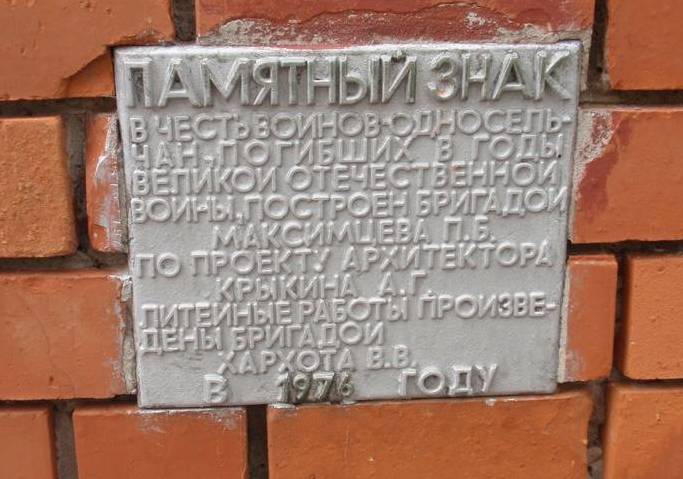 ПАМЯТНЫЙ ЗНАК
В ЧЕСТЬ ВОИНОВ-ОДНОСЕЛЬ-
ЧАН, ПОГИБШИХ В ГОДЫ
ВЕЛИКОЙ ОТЕЧЕСТВЕННОЙ
ВОЙНЫ, ПОСТРОЕН БРИГАДОЙ
МАКСИМЦЕВА П.Б.
ПО ПРОЕКТУ АРХИТЕКТОРА
КРЫКИНА А.Г.
ЛИТЕЙНЫЕ РАБОТЫ ПРОИЗВЕ-
ДЕНЫ БРИГАДОЙ
ХАРХОТА В.В.
В 1976 ГОДУ